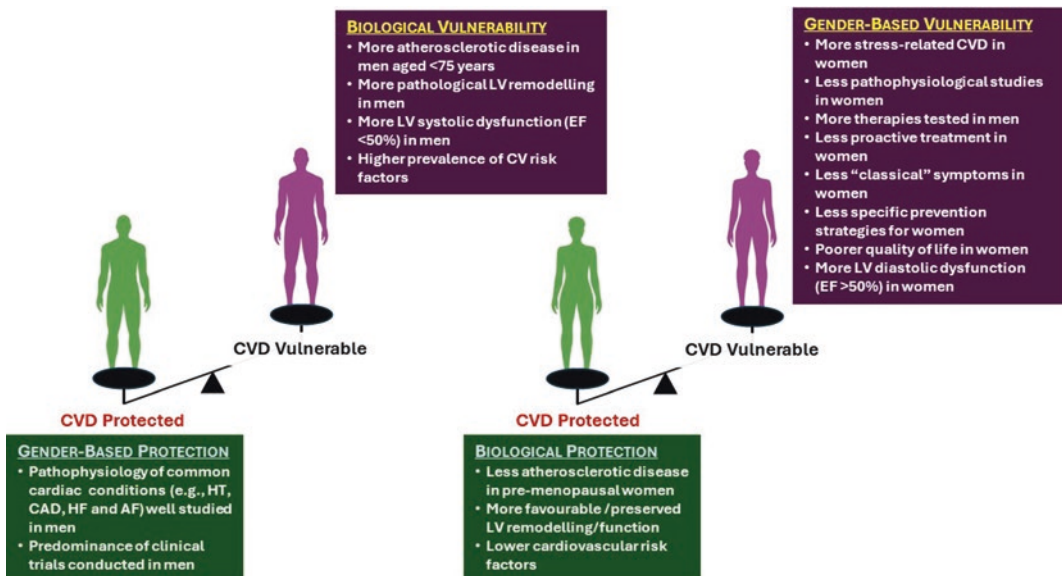 BIOLOGICAL VULNERABILITY
• More atherosclerotic disease in
men aged <75 years
• More pathological LV remodelling
in men
• More LV systolic dysfunction (EF
<50%) in men
• Higher prevalence of CV risk
factors
CVD Vulnerable
CVD Protected
GENDER-BASED PROTECTION
• Pathophysiology of common
cardiac conditions (e.g., HT,
CAD, HF and AF) well studied
in men
• Predominance of clinical
trials conducted in men
GENDER-BASED VULNERABILITY
• More stress-related CVD in
women
• Less pathophysiological studies
in women
• More therapies tested in men
• Less proactive treatment in
women
• Less “classical” symptoms in
women
• Less specific prevention
strategies for women
• Poorer quality of life in women
• More LV diastolic dysfunction
(EF >50%) in women
CVD Vulnerable
CVD Protected
BIOLOGICAL PROTECTION
• Less atherosclerotic disease
in pre-menopausal women
• More favourable /preserved
LV remodelling/function
• Lower cardiovascular risk
factors